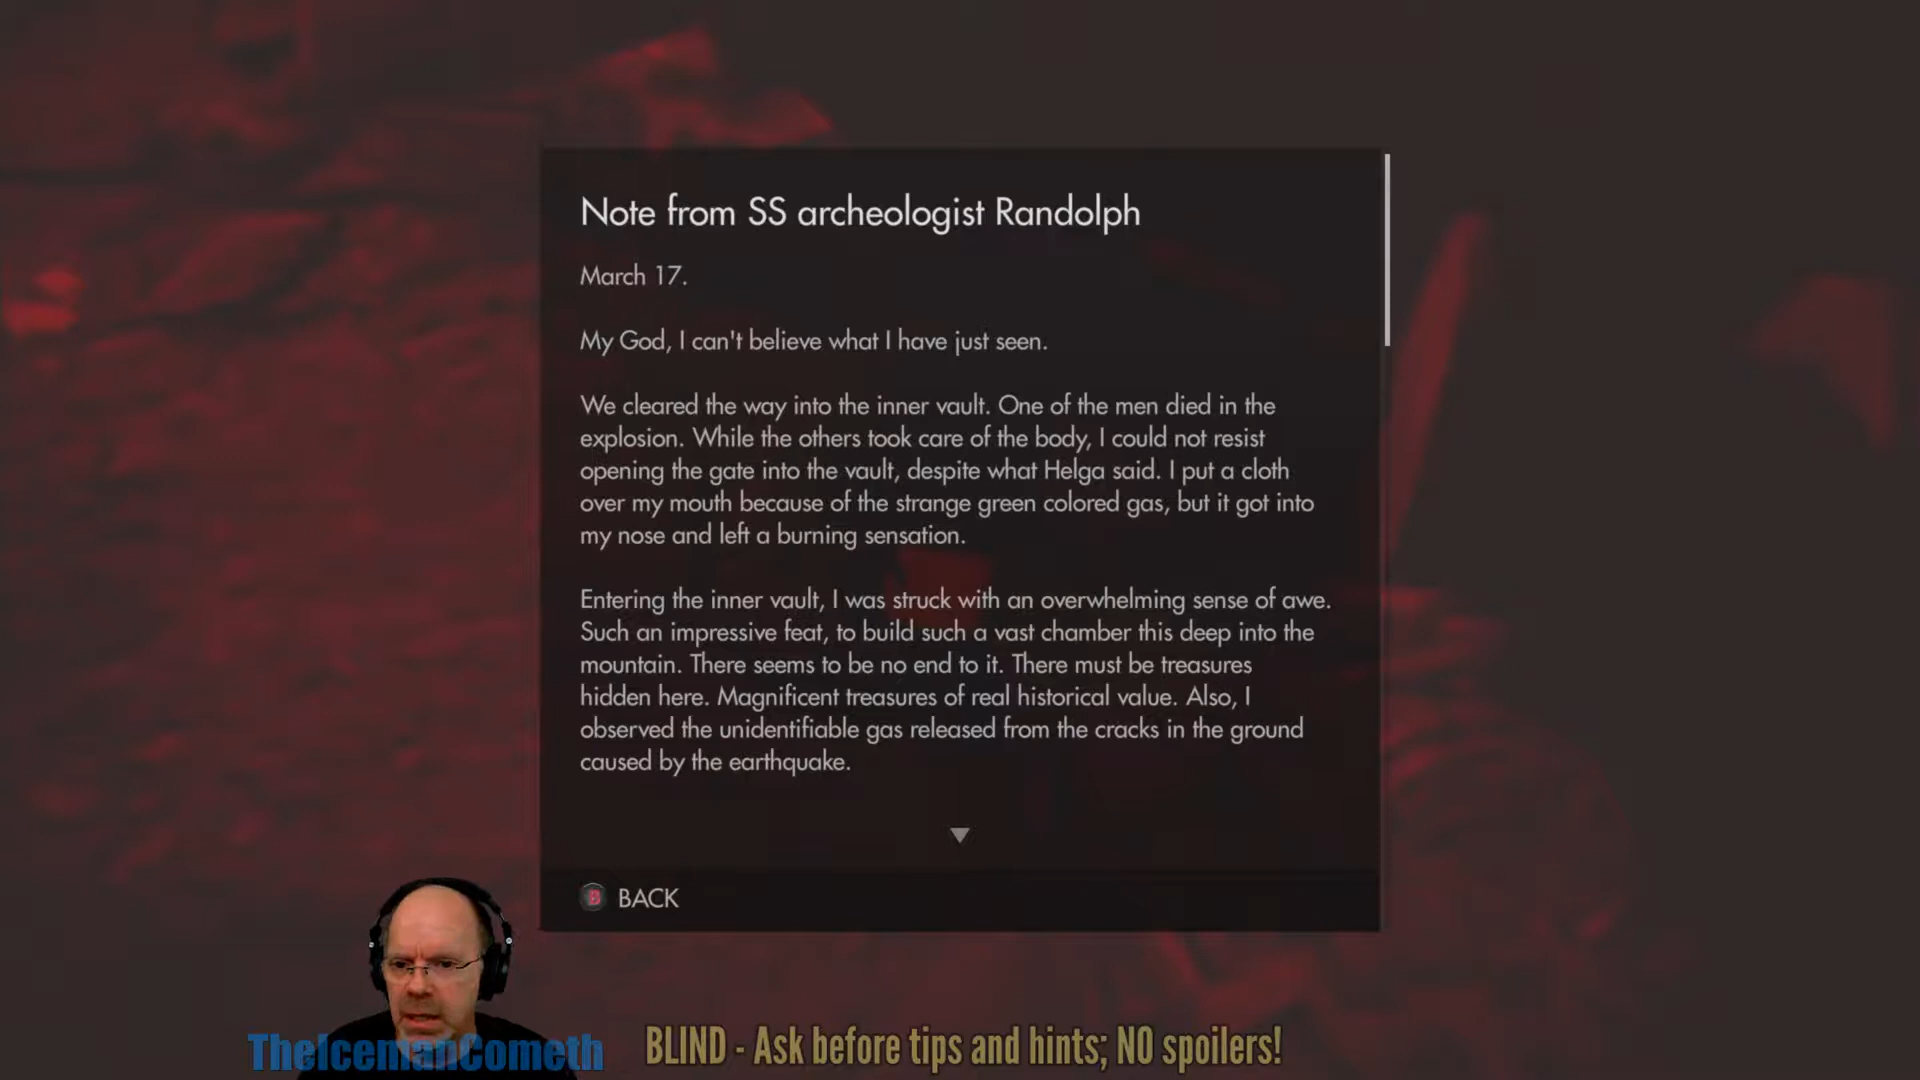 Note from SS archeologist Randolph
March 17.
My God, I can't believe what I have just seen.
We cleared the way into the inner vault. One of the men died in the
explosion. While the others took care of the body, I could not resist
opening the gate into the vault, despite what Helga said. I put a cloth
over my mouth because of the strange green colored gas, but it got into
my nose and left a burning sensation.
Entering the inner vault, I was struck with an overwhelming sense of awe.
Such an impressive feat, to build such a vast chamber this deep into the
mountain. There seems to be no end to it. There must be treasures
hidden here. Magnificent treasures of real historical value. Also, I
observed the unidentifiable gas released from the cracks in the ground
caused by the earthquake.
B BACK
TheIcemanCometh
BLIND - Ask before tips and hints; NO spoilers!